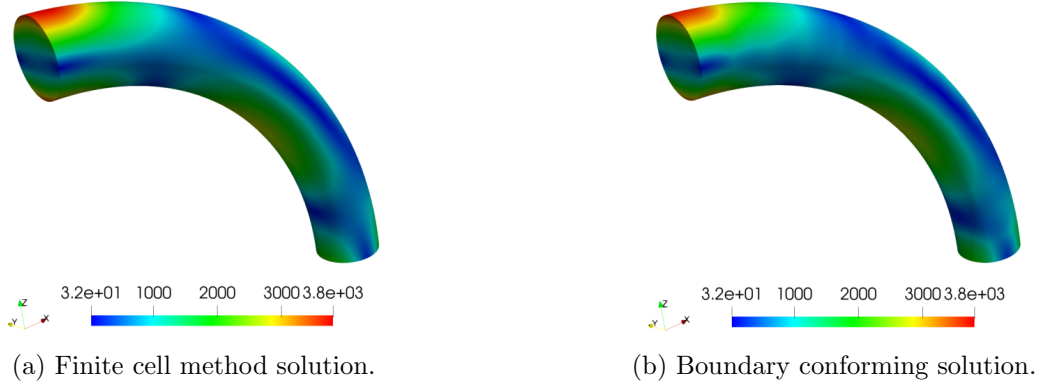 3.2e+01 1000 2000 3000 3.8e+03
Z
Y X
(a) Finite cell method solution.
3.2e+01 1000 2000 3000 3.8e+03
Z
Y X
(b) Boundary conforming solution.